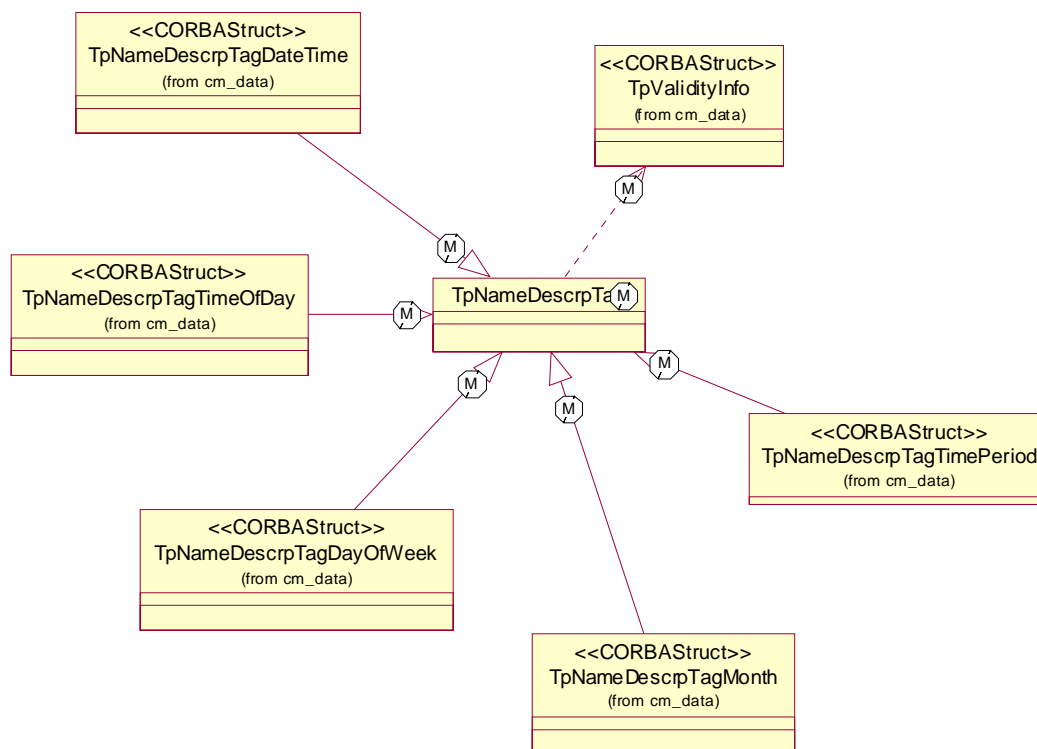 <<CORBAStruct>>
TpNameDescrpTagDateTime
(from cm_data)
<<CORBAStruct>>
TpValidityInfo
(from cm_data)
M
M
<<CORBAStruct>>
TpNameDescrpTagTimeOfDay
(from cm_data)
M
TpNameDescrpTa
M
M
M
M
<<CORBAStruct>>
TpNameDescrpTagTimePeriod
(from cm_data)
<<CORBAStruct>>
TpNameDescrpTagDayOfWeek
(from cm_data)
<<CORBAStruct>>
TpNameDescrpTagMonth
(from cm_data)